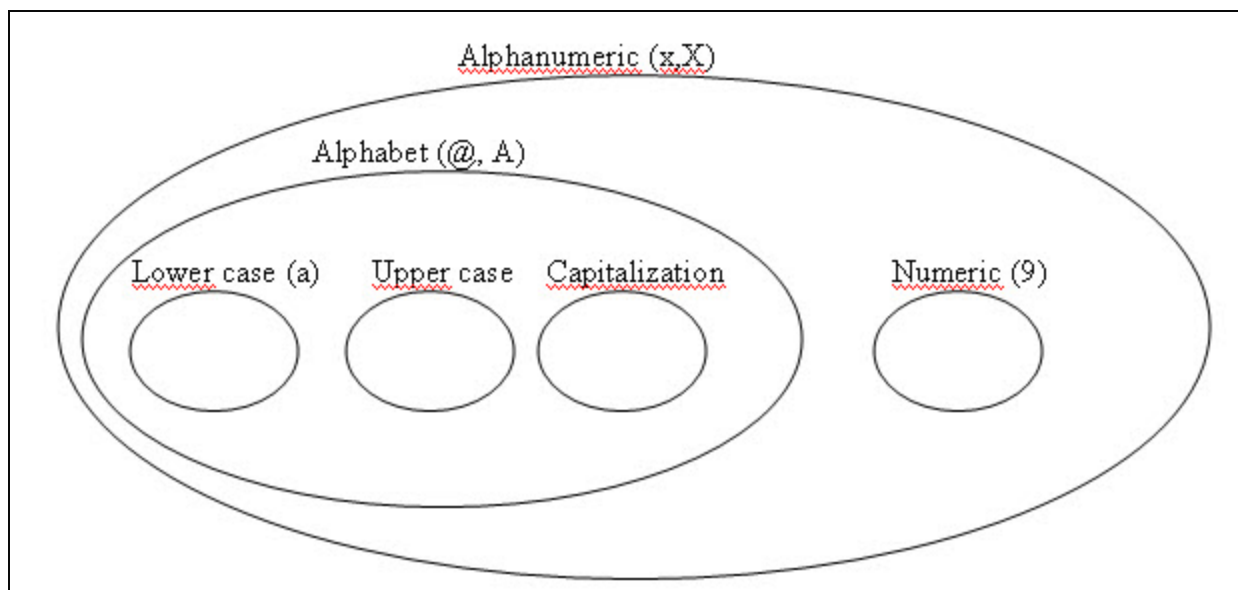 Alphanumeric (x,X)
Alphabet (@, A)
Lower case (a)
Upper case
Capitalization
Numeric (9)